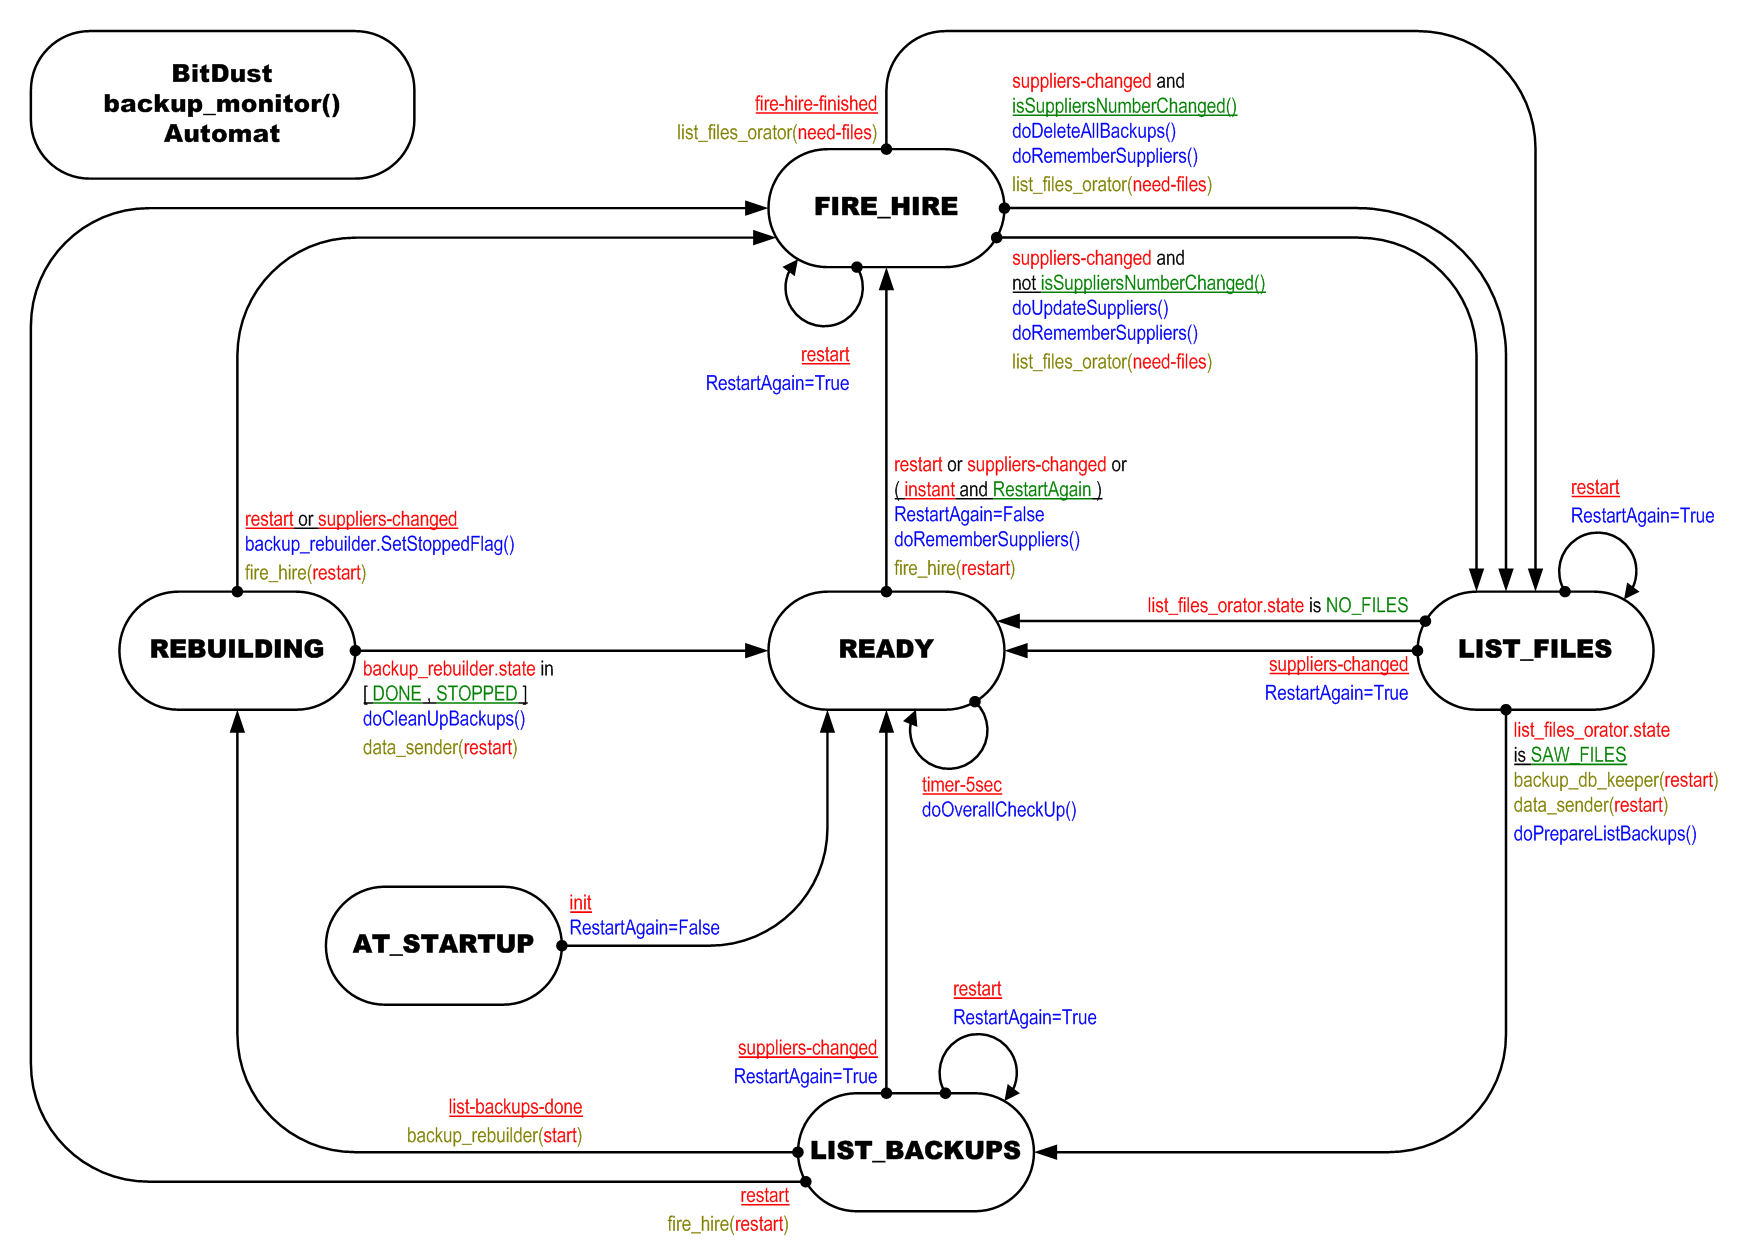 BitDust
backup_monitor()
Automat
fire-hire-finished
list_files_orator(need-files)
suppliers-changed and
isSuppliersNumberChanged()
doDeleteAllBackups()
doRememberSuppliers()
list_files_orator(need-files)
FIRE_HIRE
suppliers-changed and
not isSuppliersNumberChanged()
doUpdateSuppliers()
doRememberSuppliers()
list_files_orator(need-files)
restart
RestartAgain=True
restart or suppliers-changed or
( instant and RestartAgain )
RestartAgain=False
doRememberSuppliers()
fire_hire(restart)
restart
RestartAgain=True
restart or suppliers-changed
backup_rebuilder.SetStoppedFlag()
fire_hire(restart)
REBUILDING
READY
LIST_FILES
list_files_orator.state is NO_FILES
suppliers-changed
RestartAgain=True
backup_rebuilder.state in
[ DONE , STOPPED ]
doCleanUpBackups()
data_sender(restart)
list_files_orator.state
is SAW_FILES
backup_db_keeper(restart)
data_sender(restart)
doPrepareListBackups()
timer-5sec
doOverallCheckUp()
init
RestartAgain=False
AT_STARTUP
restart
RestartAgain=True
suppliers-changed
RestartAgain=True
list-backups-done
backup_rebuilder(start)
LIST_BACKUPS
restart
fire_hire(restart)